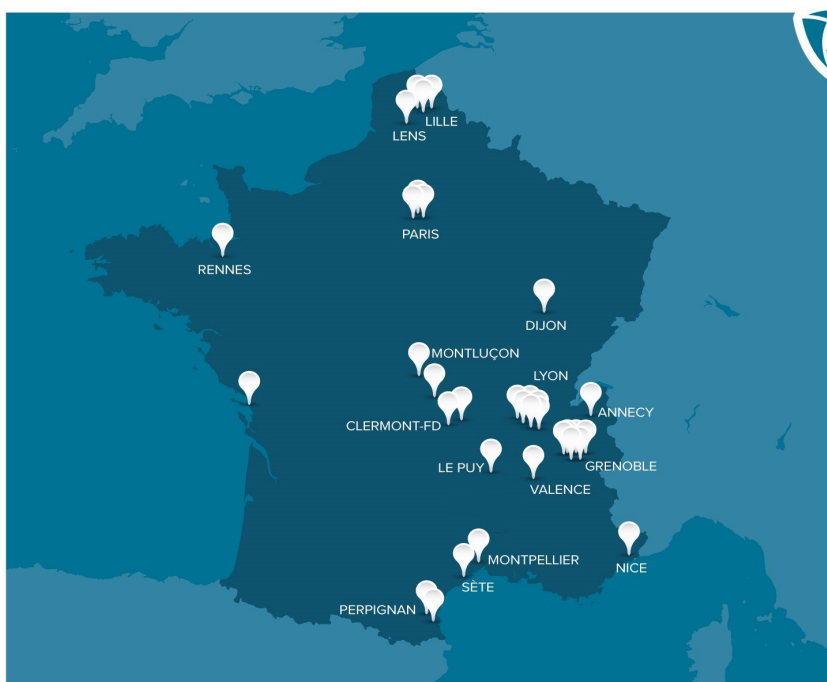 LILLE
LENS
PARIS
RENNES
DIJON
MONTLUÇON
LYON
ANNECY
CLERMONT-FD
LE PUY
GRENOBLE
VALENCE
MONTPELLIER
NICE
SÈTE
PERPIGNAN